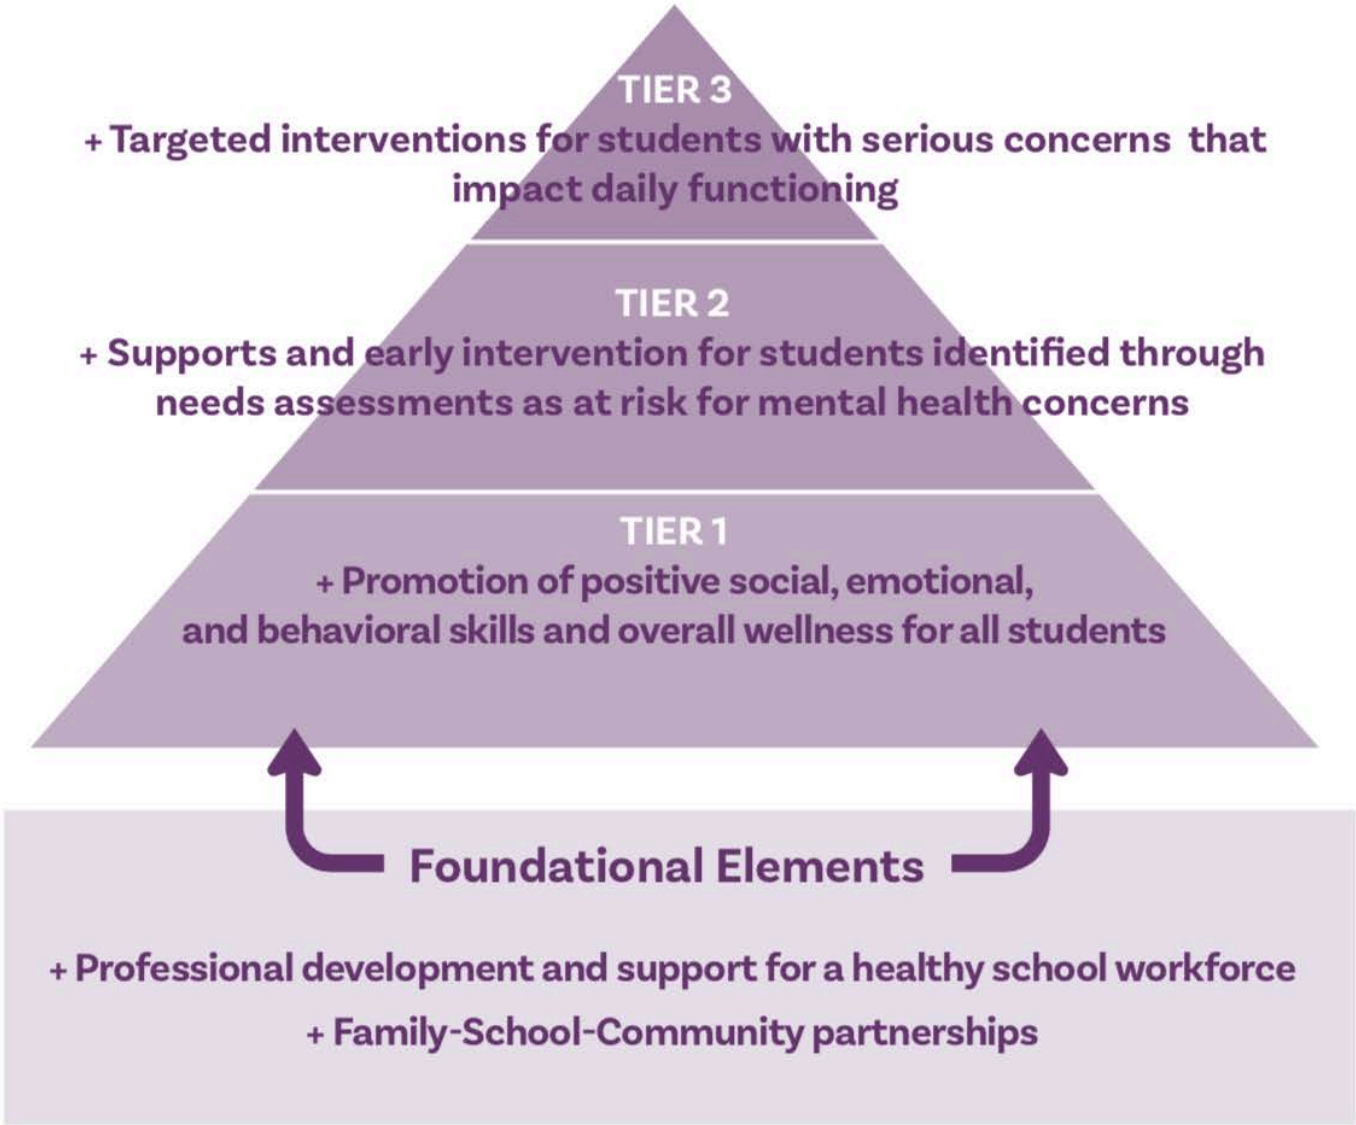 TIER 3
+ Targeted interventions for students with serious concerns that
impact daily functioning
TIER 2
+ Supports and early intervention for students identified through
needs assessments as at risk for mental health concerns
TIER 1
+ Promotion of positive social, emotional,
and behavioral skills and overall wellness for all students
Foundational Elements
+ Professional development and support for a healthy school workforce
+ Family-School-Community partnerships